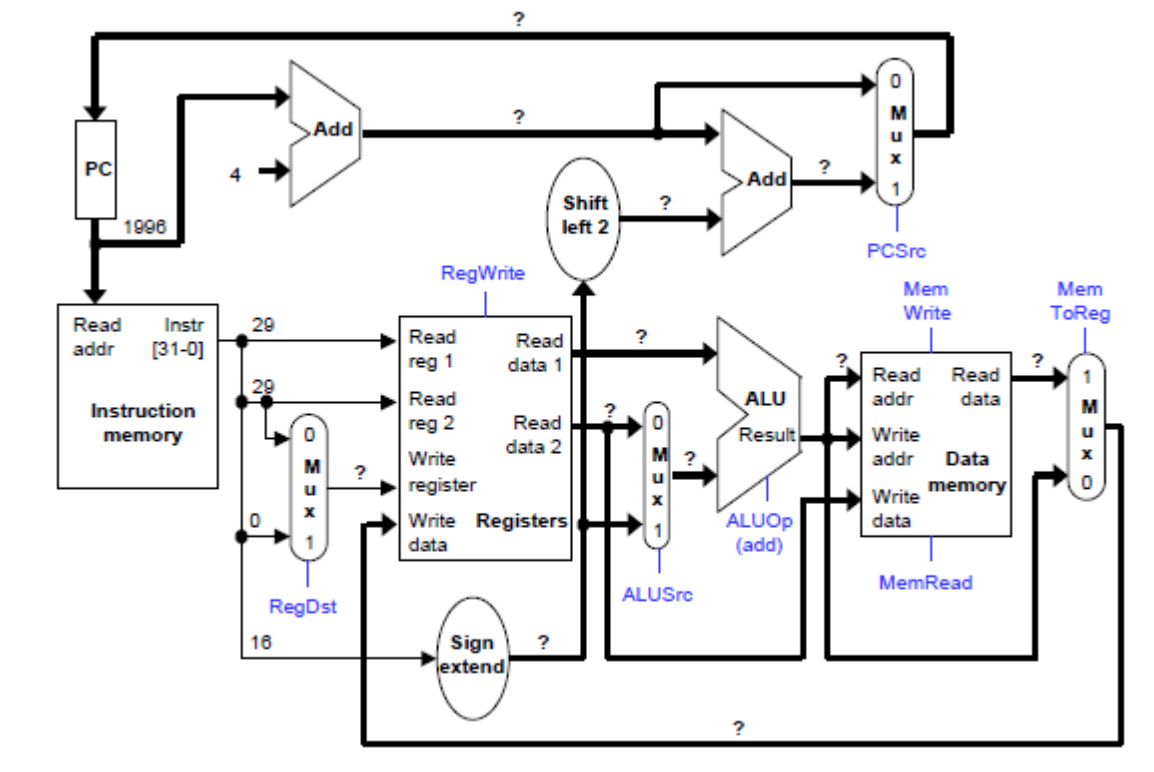 ?
0
M
u
x
1
PCSrc
Add
?
PC
4
Add
?
Shift
left 2
?
1996
RegWrite
Mem
Write
Mem
ToReg
Read
addr
Instr
[31-0]
Instruction
memory
29
29
0
16
0
M
u
x
1
RegDst
?
Read
reg 1
Read
data 1
Read
reg 2
Read
data 2
Write
register
Write
data
Registers
?
?
0
M
u
x
1
ALUSrc
?
ALU
Result
ALUOp
(add)
?
Read
addr
Read
data
Write
addr
Data
memory
Write
data
MemRead
?
1
M
u
x
0
Sign
extend
?
?